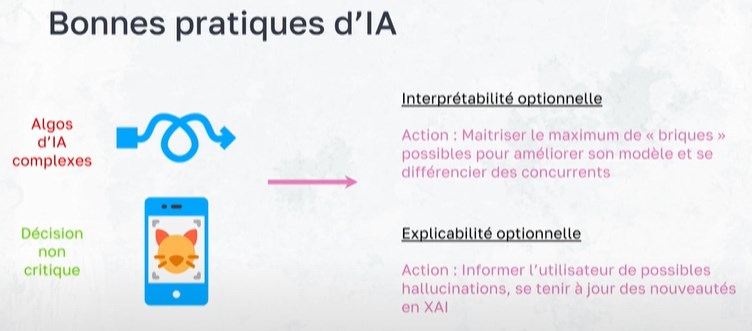 Bonnes pratiques d’IA
Algos
d’IA
complexes
Interprétabilité optionnelle
Action : Maitriser le maximum de « briques »
possibles pour améliorer son modèle et se
différencier des concurrents
Décision
non
critique
Explicabilité optionnelle
Action : Informer l’utilisateur de possibles
hallucinations, se tenir à jour des nouveautés
en XAI